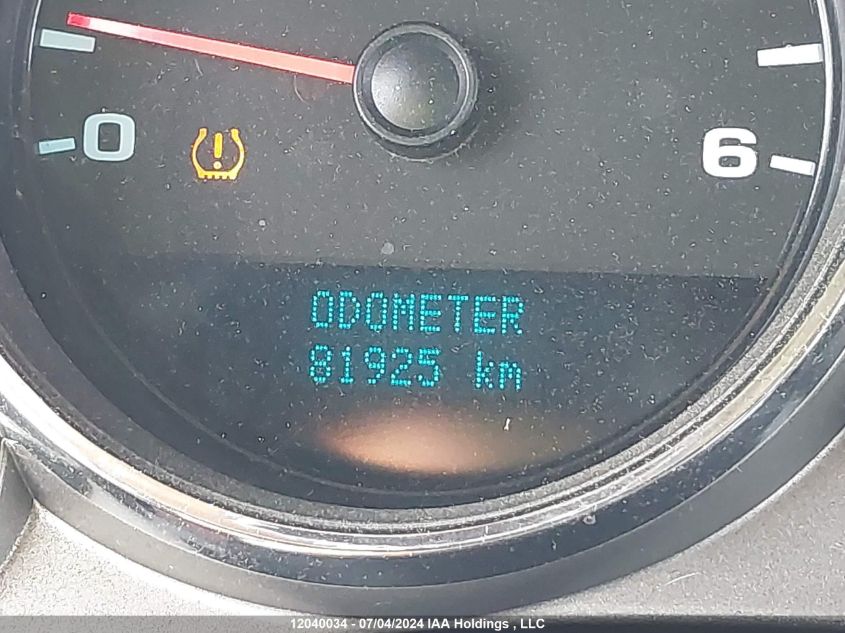 0 6
ODOMETER
81925 km
12040034 - 07/04/2024 IAA Holdings , LLC